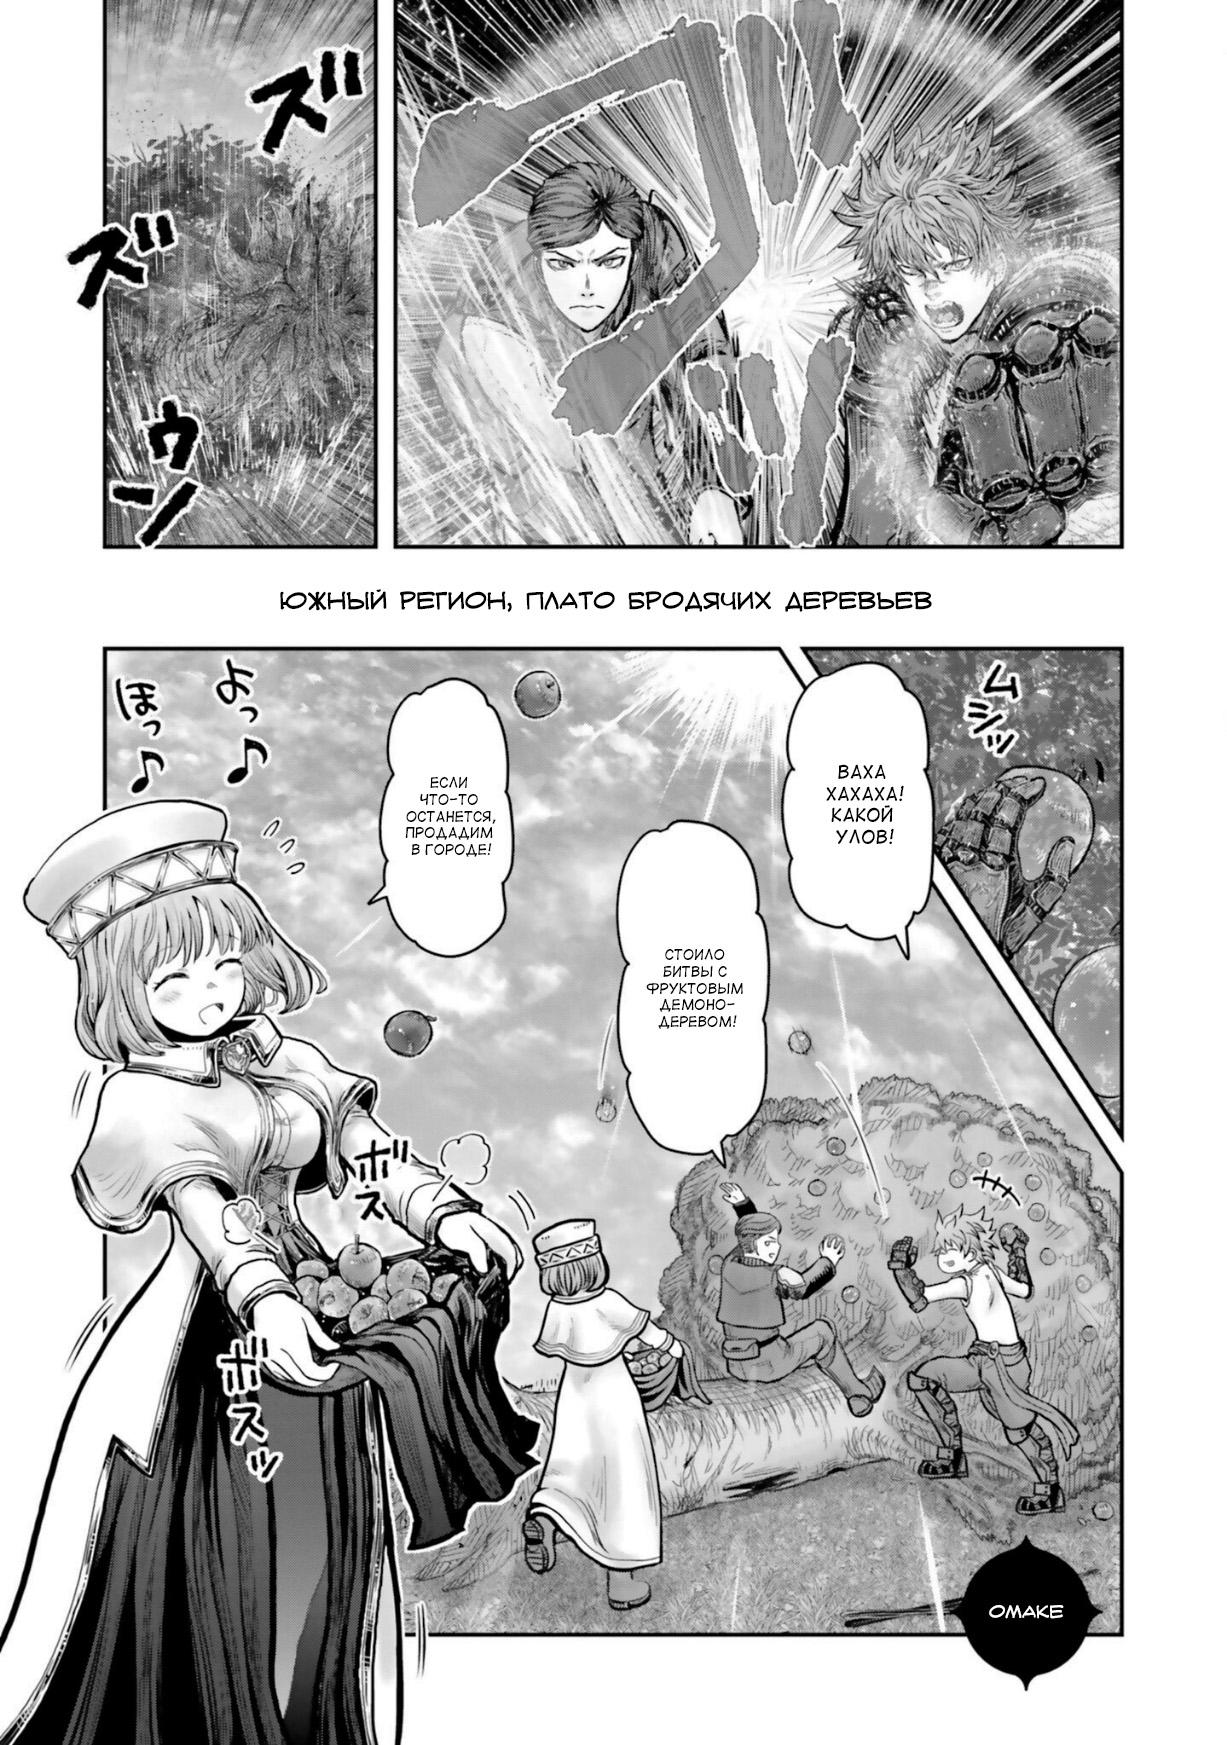 ズズ
ズズ
ウン
ЮЖНЫЙ РЕГИОН, ПЛАТО БРОДЯЧИХ ДЕРЕВЬЕВ
ムシッ
ВАХА
ХАХАХА!
КАКОЙ
УЛОВ!
СТОИЛО
БИТВЫ С
ФРУКТОВЫМ
ДЕМОНО-
ДЕРЕВОМ!
ЕСЛИ
ЧТО-ТО
ОСТАНЕТСЯ,
ПРОДАДИМ
В ГОРОДЕ!
よっ♪
ほっ♪
ボスッ
ボスッ
OMAKE